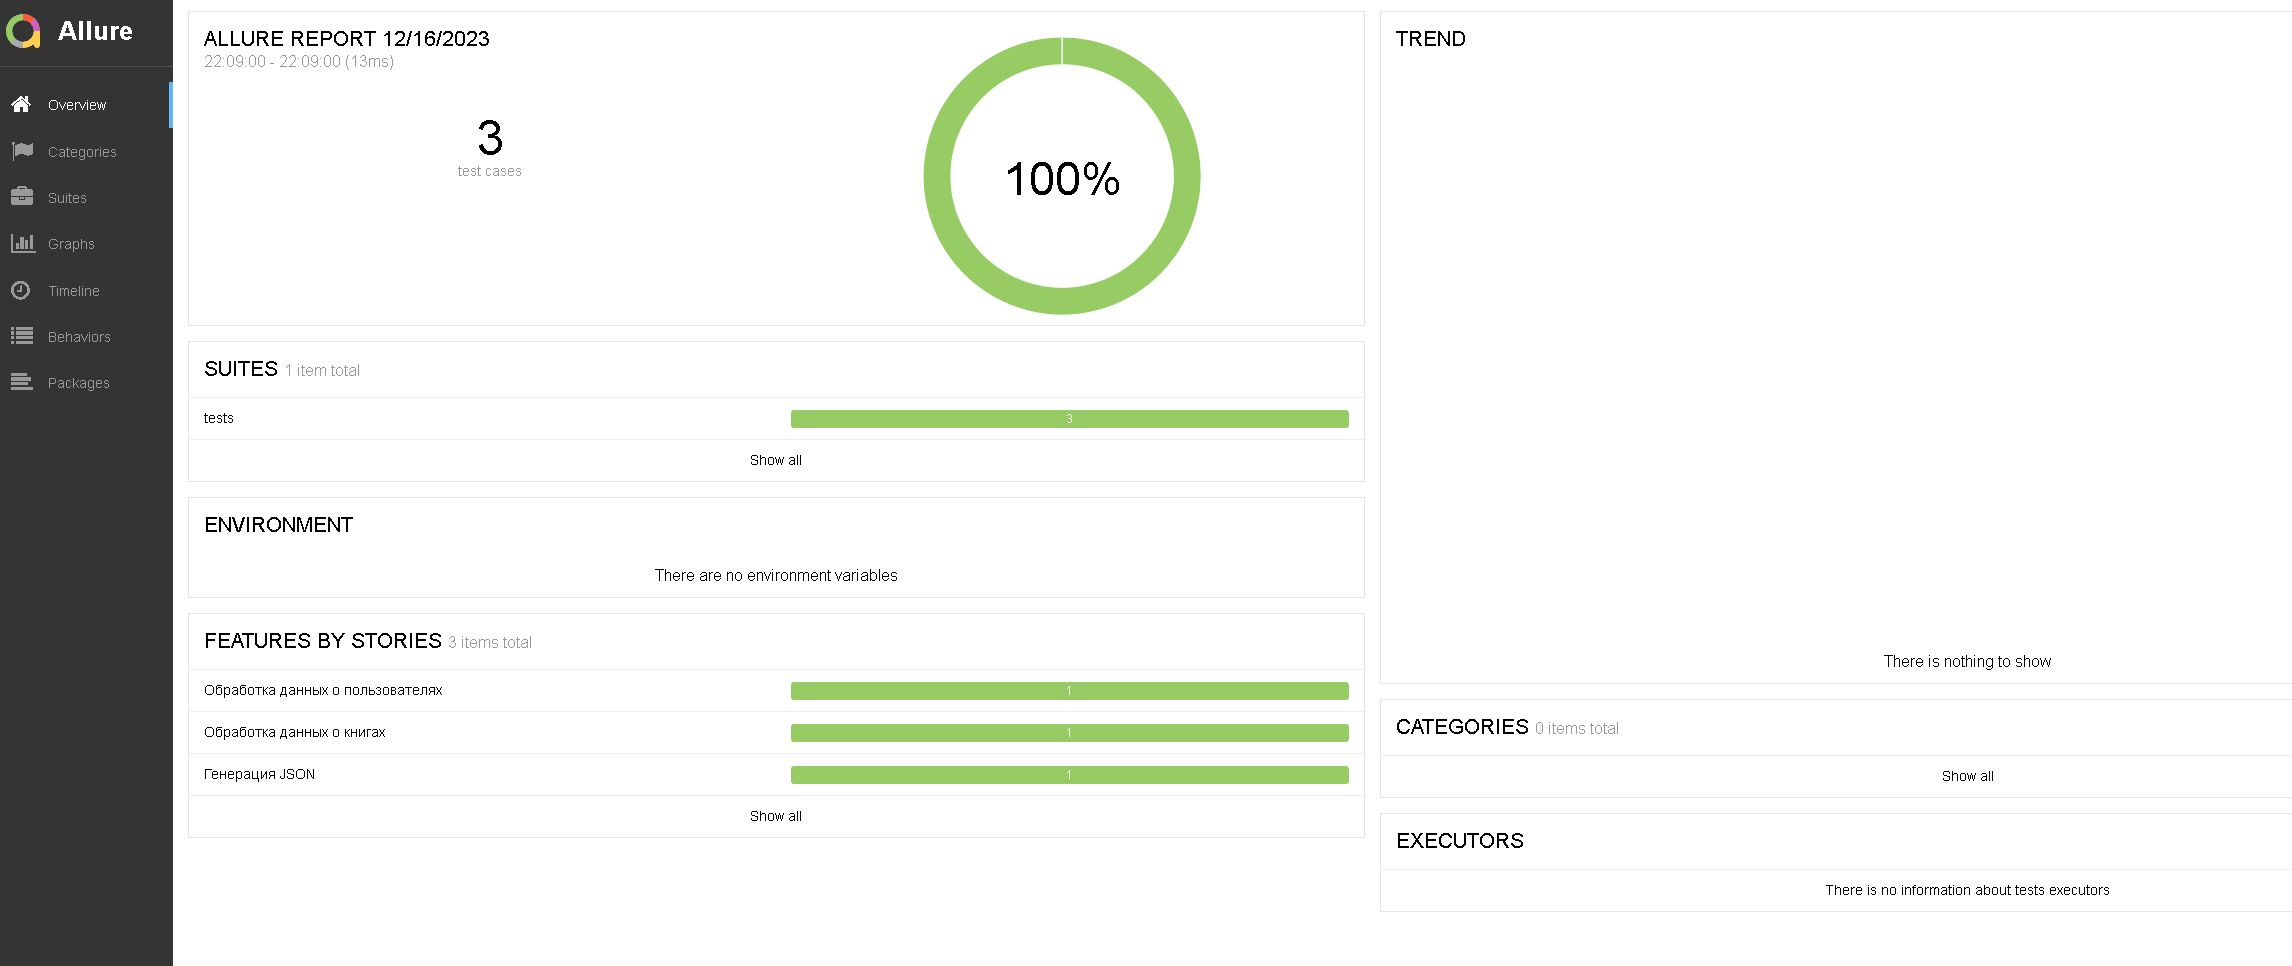 Allure
Overview
Categories
Suites
Graphs
Timeline
Behaviors
Packages
ALLURE REPORT 12/16/2023
22:09:00 - 22:09:00 (13ms)
3
test cases
100%
SUITES 1 item total
tests 3
Show all
ENVIRONMENT
There are no environment variables
FEATURES BY STORIES 3 items total
Обработка данных о пользователях 1
Обработка данных о книгах 1
Генерация JSON 1
Show all
TREND
There is nothing to show
CATEGORIES 0 items total
Show all
EXECUTORS
There is no information about tests executors